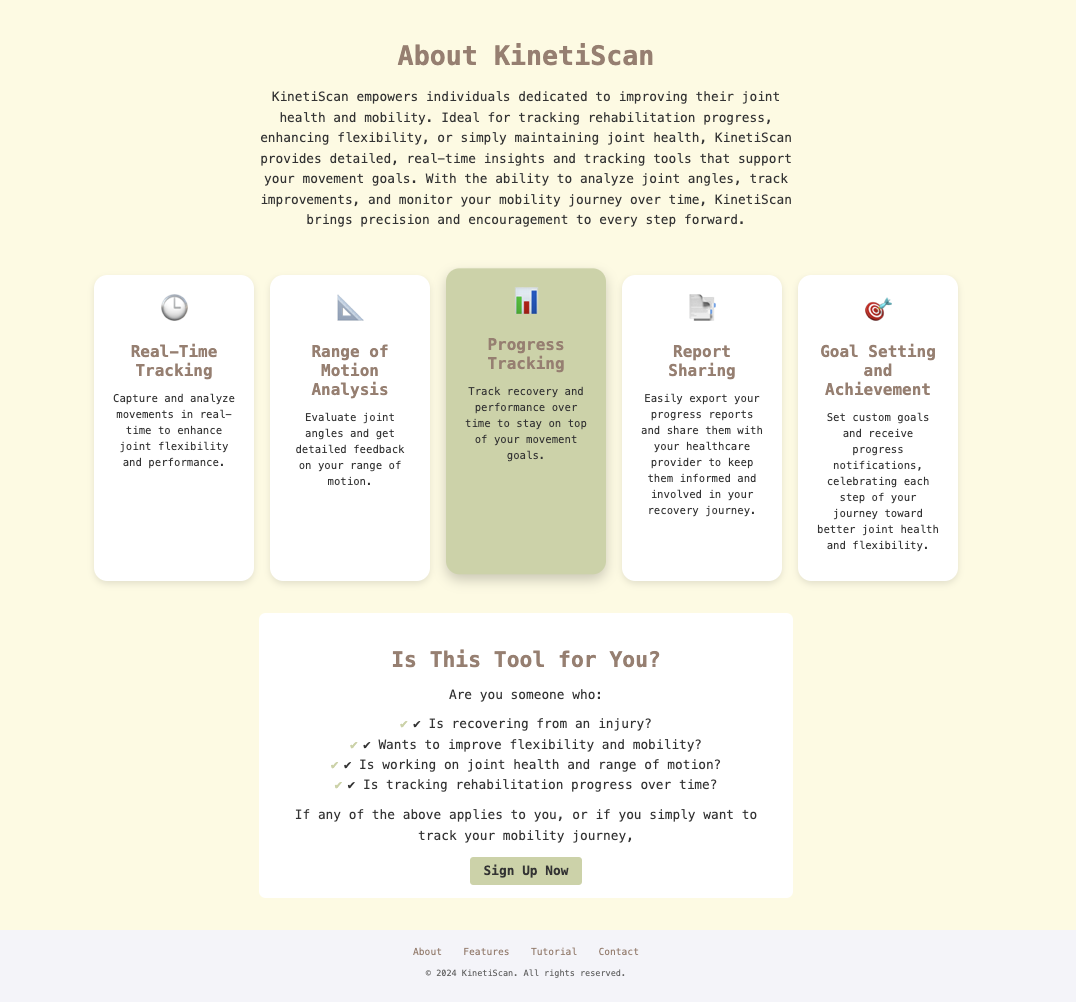 About KinetiScan
KinetiScan empowers individuals dedicated to improving their joint
health and mobility. Ideal for tracking rehabilitation progress,
enhancing flexibility, or simply maintaining joint health, KinetiScan
provides detailed, real-time insights and tracking tools that support
your movement goals. With the ability to analyze joint angles, track
improvements, and monitor your mobility journey over time, KinetiScan
brings precision and encouragement to every step forward.
Real-Time
Tracking
Capture and analyze
movements in real-
time to enhance
joint flexibility
and performance.
Range of
Motion
Analysis
Evaluate joint
angles and get
detailed feedback
on your range of
motion.
Progress
Tracking
Track recovery and
performance over
time to stay on top
of your movement
goals.
Report
Sharing
Easily export your
progress reports
and share them with
your healthcare
provider to keep
them informed and
involved in your
recovery journey.
Goal Setting
and
Achievement
Set custom goals
and receive
progress
notifications,
celebrating each
step of your
journey toward
better joint health
and flexibility.
Is This Tool for You?
Are you someone who:
✔ ✔ Is recovering from an injury?
✔ ✔ Wants to improve flexibility and mobility?
✔ ✔ Is working on joint health and range of motion?
✔ ✔ Is tracking rehabilitation progress over time?
If any of the above applies to you, or if you simply want to
track your mobility journey,
Sign Up Now
About Features Tutorial Contact
© 2024 KinetiScan. All rights reserved.